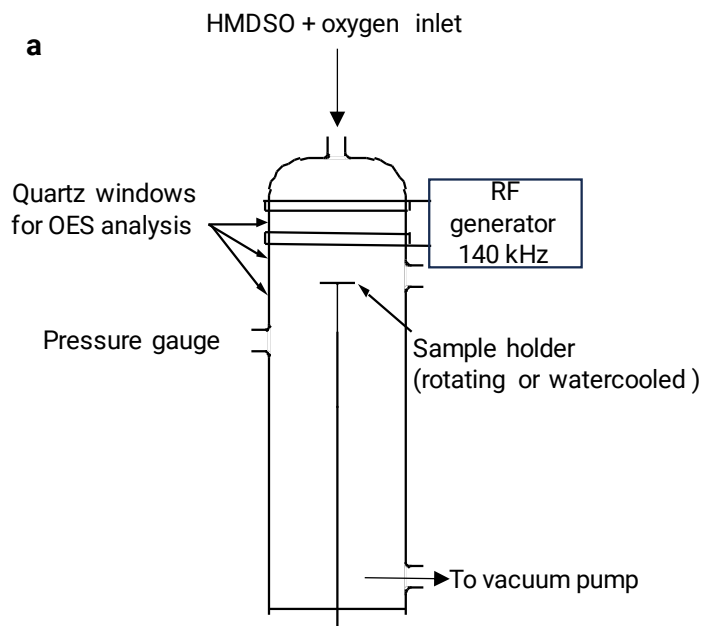 HMDSO + oxygen inlet
a
Quartz windows
for OES analysis
RF
generator
140 kHz
Pressure gauge
Sample holder
(rotating or watercooled )
To vacuum pump